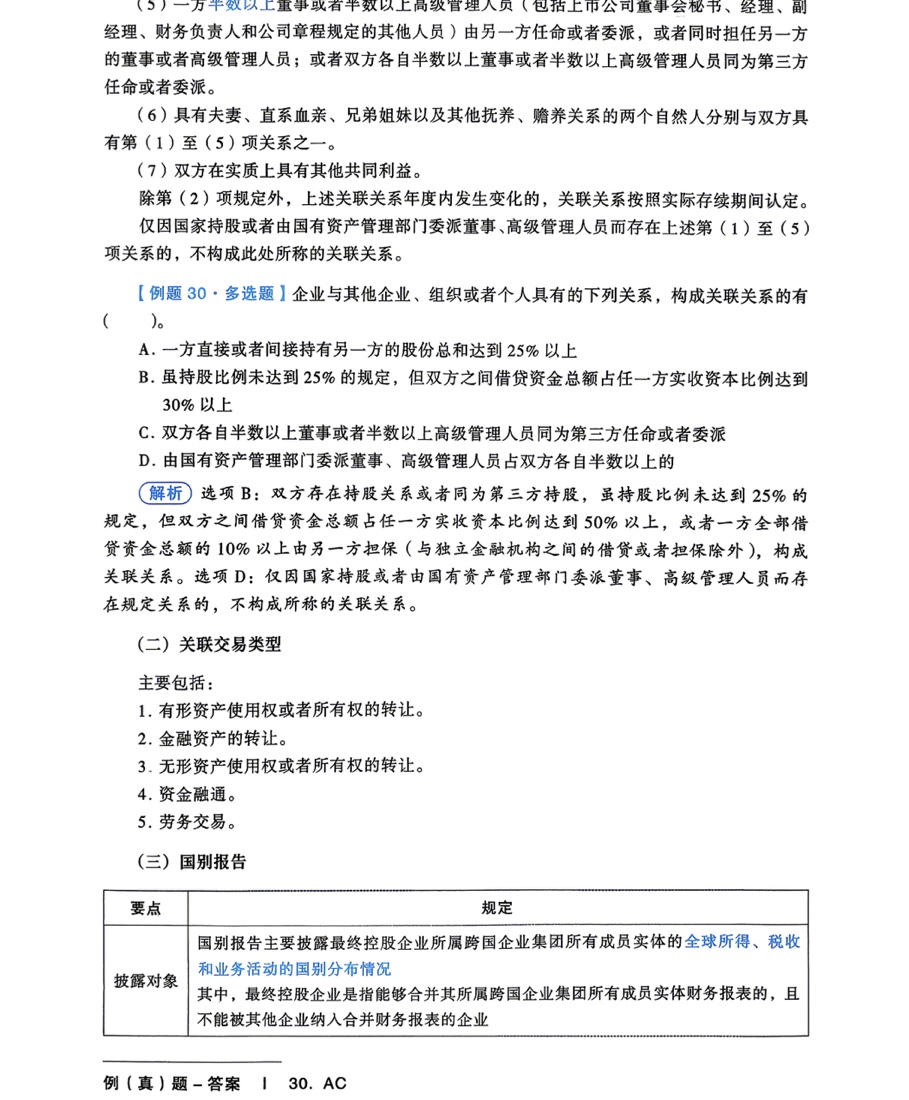 （5）一方半数以上董事或者半数以上高级管理人员（包括上市公司董事会秘书、经理、副
经理、财务负责人和公司章程规定的其他人员）由另一方任命或者委派，或者同时担任另一方
的董事或者高级管理人员；或者双方各自半数以上董事或者半数以上高级管理人员同为第三方
任命或者委派。
（6）具有夫妻、直系血亲、兄弟姐妹以及其他抚养、赡养关系的两个自然人分别与双方具
有第（1）至（5）项关系之一。
（7）双方在实质上具有其他共同利益。
除第（2）项规定外，上述关联关系年度内发生变化的，关联关系按照实际存续期间认定。
仅因国家持股或者由国有资产管理部门委派董事、高级管理人员而存在上述第（1）至（5）
项关系的，不构成此处所称的关联关系。
【例题 30·多选题】企业与其他企业、组织或者个人具有的下列关系，构成关联关系的有
(　　)。
A. 一方直接或者间接持有另一方的股份总和达到 25% 以上
B. 虽持股比例未达到 25% 的规定，但双方之间借贷资金总额占任一方实收资本比例达到
30% 以上
C. 双方各自半数以上董事或者半数以上高级管理人员同为第三方任命或者委派
D. 由国有资产管理部门委派董事、高级管理人员占双方各自半数以上的
解析 选项 B：双方存在持股关系或者同为第三方持股，虽持股比例未达到 25% 的
规定，但双方之间借贷资金总额占任一方实收资本比例达到 50% 以上，或者一方全部借
贷资金总额的 10% 以上由另一方担保（与独立金融机构之间的借贷或者担保除外），构成
关联关系。选项 D：仅因国家持股或者由国有资产管理部门委派董事、高级管理人员而存
在规定关系的，不构成所称的关联关系。
（二）关联交易类型
主要包括：
1. 有形资产使用权或者所有权的转让。
2. 金融资产的转让。
3. 无形资产使用权或者所有权的转让。
4. 资金融通。
5. 劳务交易。
（三）国别报告
要点 规定
披露对象
国别报告主要披露最终控股企业所属跨国企业集团所有成员实体的全球所得、税收
和业务活动的国别分布情况
其中，最终控股企业是指能够合并其所属跨国企业集团所有成员实体财务报表的，且
不能被其他企业纳入合并财务报表的企业
例（真）题－答案 | 30. AC